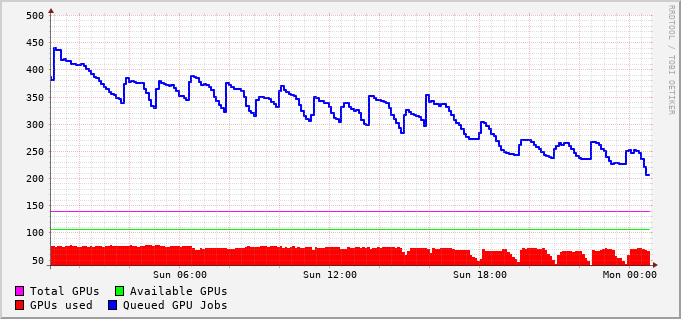 500
450
400
350
300
250
200
150
100
50
Sun 06:00 Sun 12:00 Sun 18:00 Mon 00:00
Total GPUs Available GPUs
GPUs used Queued GPU Jobs
RRDTOOL / TOBI OETIKER